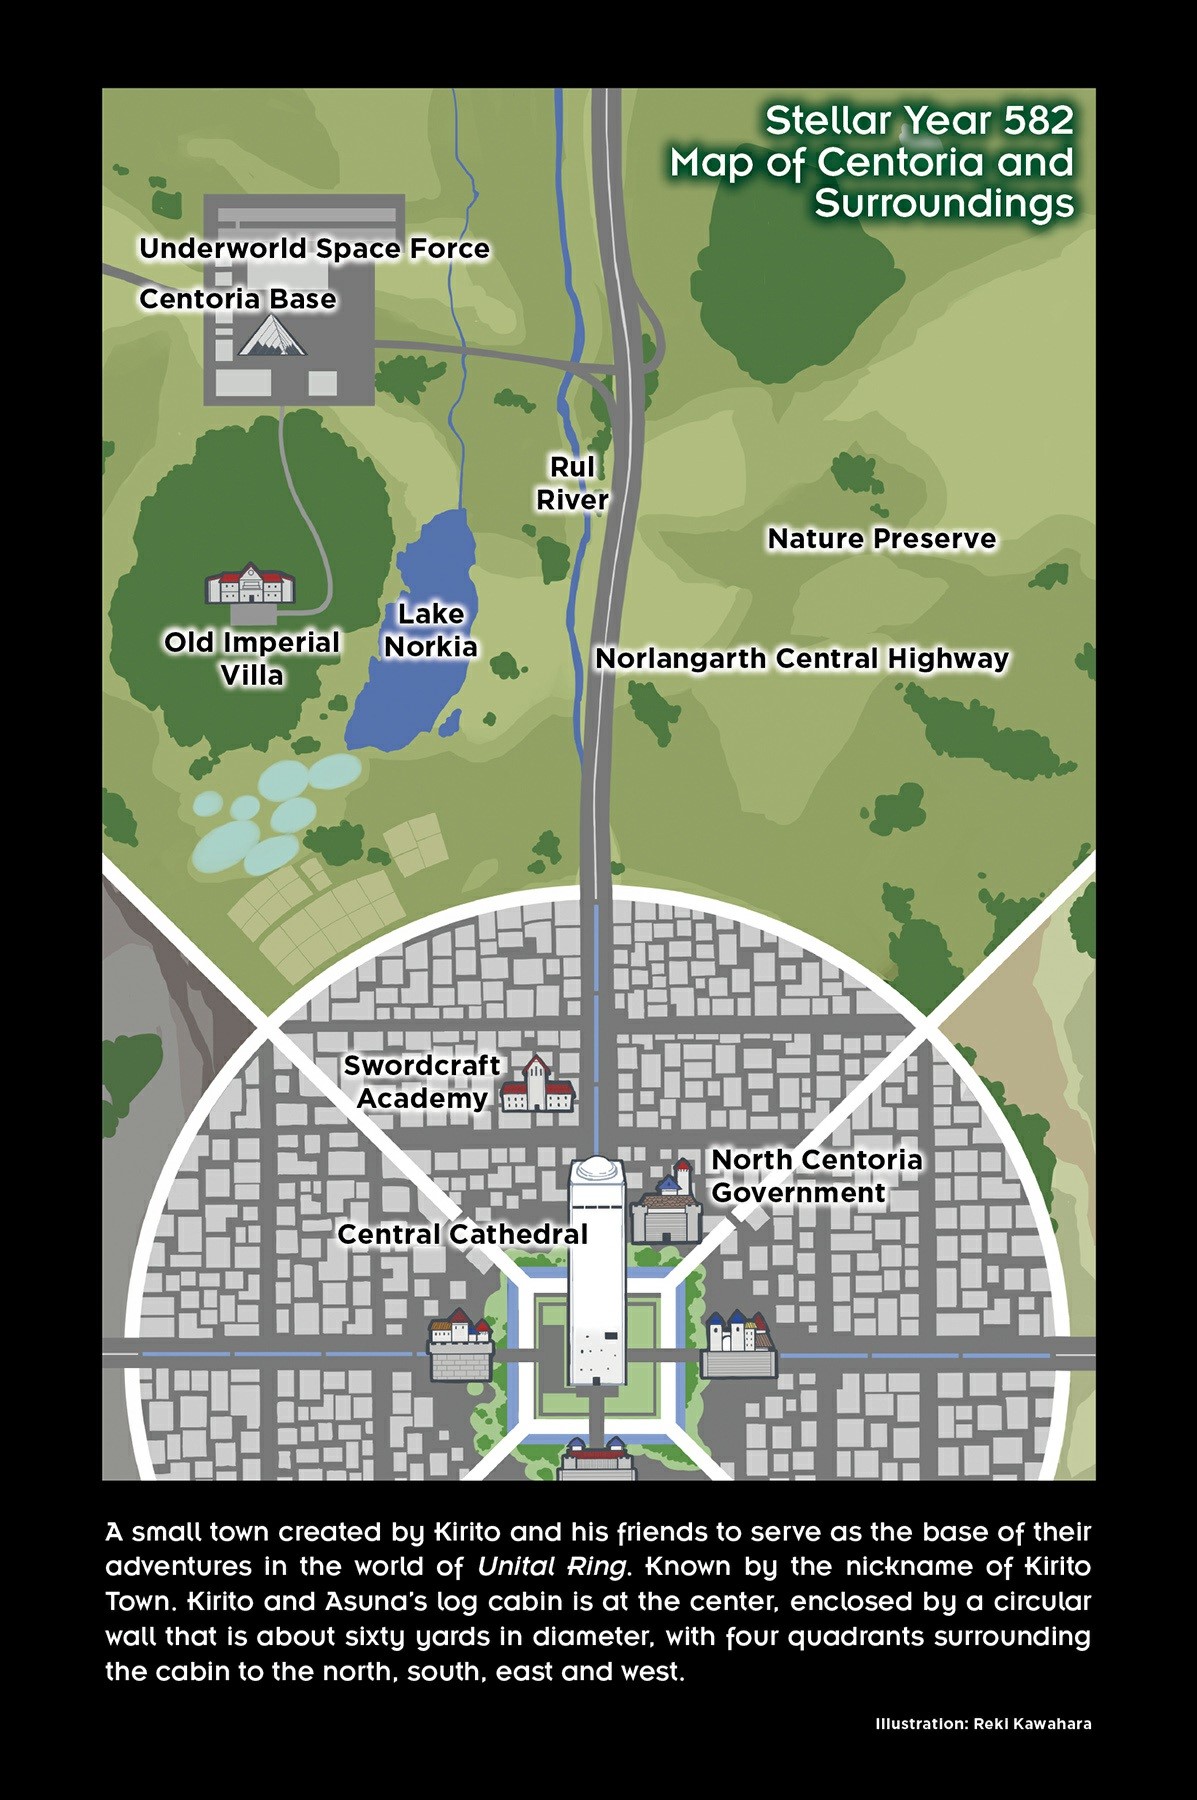 Stellar Year 582
Map of Centoria and
Surroundings
Underworld Space Force
Centoria Base
Rul
River
Nature Preserve
Lake
Norkia
Old Imperial
Villa
Norlangarth Central Highway
Swordcraft
Academy
North Centoria
Government
Central Cathedral
A small town created by Kirito and his friends to serve as the base of their
adventures in the world of Unital Ring. Known by the nickname of Kirito
Town. Kirito and Asuna's log cabin is at the center, enclosed by a circular
wall that is about sixty yards in diameter, with four quadrants surrounding
the cabin to the north, south, east and west.
Illustration: Reki Kawahara